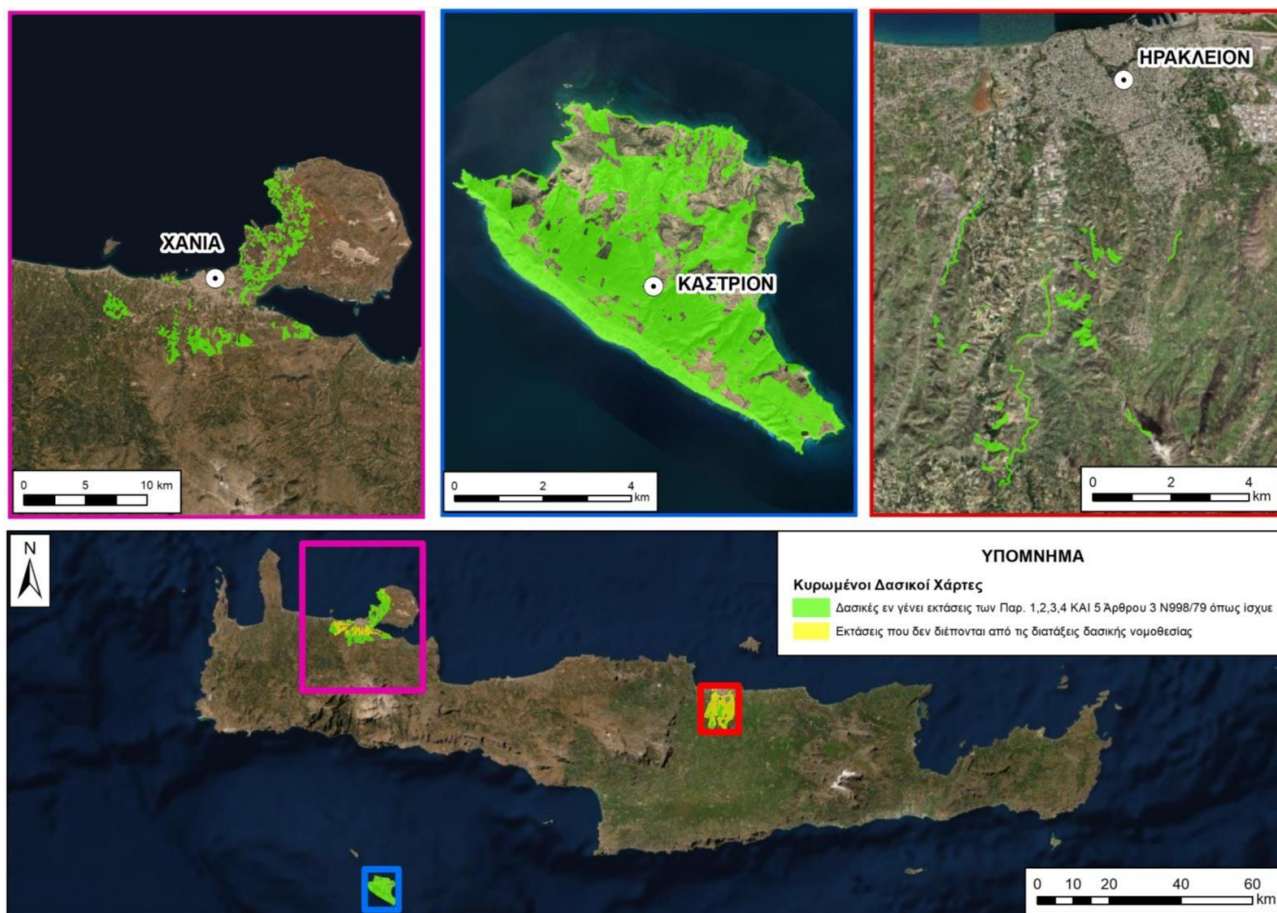 ΧΑΝΙΑ
0 5 10 km
ΚΑΣΤΡΙΟΝ
0 2 4
km
ΗΡΑΚΛΕΙΟΝ
0 2 4
km
N
ΥΠΟΜΝΗΜΑ
Κυρωμένοι Δασικοί Χάρτες
Δασικές εν γένει εκτάσεις των Παρ. 1,2,3,4 ΚΑΙ 5 Άρθρου 3 Ν998/79 όπως ίσχυε
Εκτάσεις που δεν διέπονται από τις διατάξεις δασικής νομοθεσίας
0 10 20 40 60
km